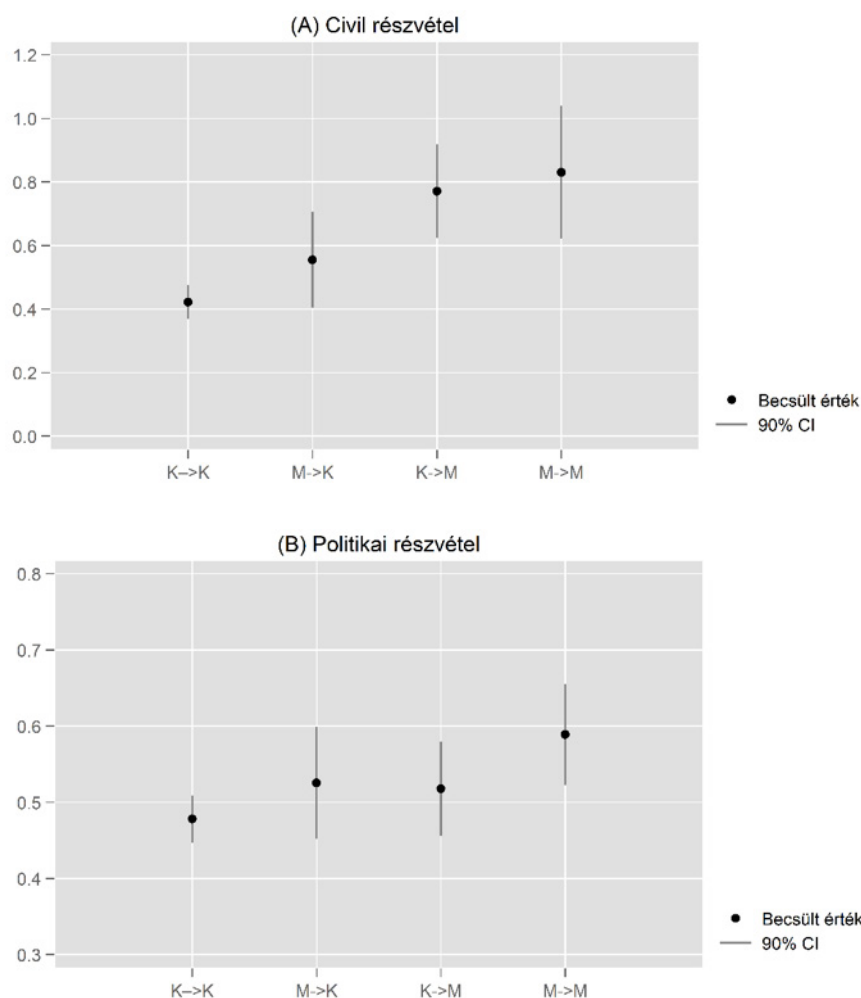 (A) Civil részvétel
1.2
1.0
0.8
0.6
0.4
0.2
0.0
K–>K M->K K->M M->M
Becsült érték
90% CI
(B) Politikai részvétel
0.8
0.7
0.6
0.5
0.4
0.3
K–>K M->K K->M M->M
Becsült érték
90% CI